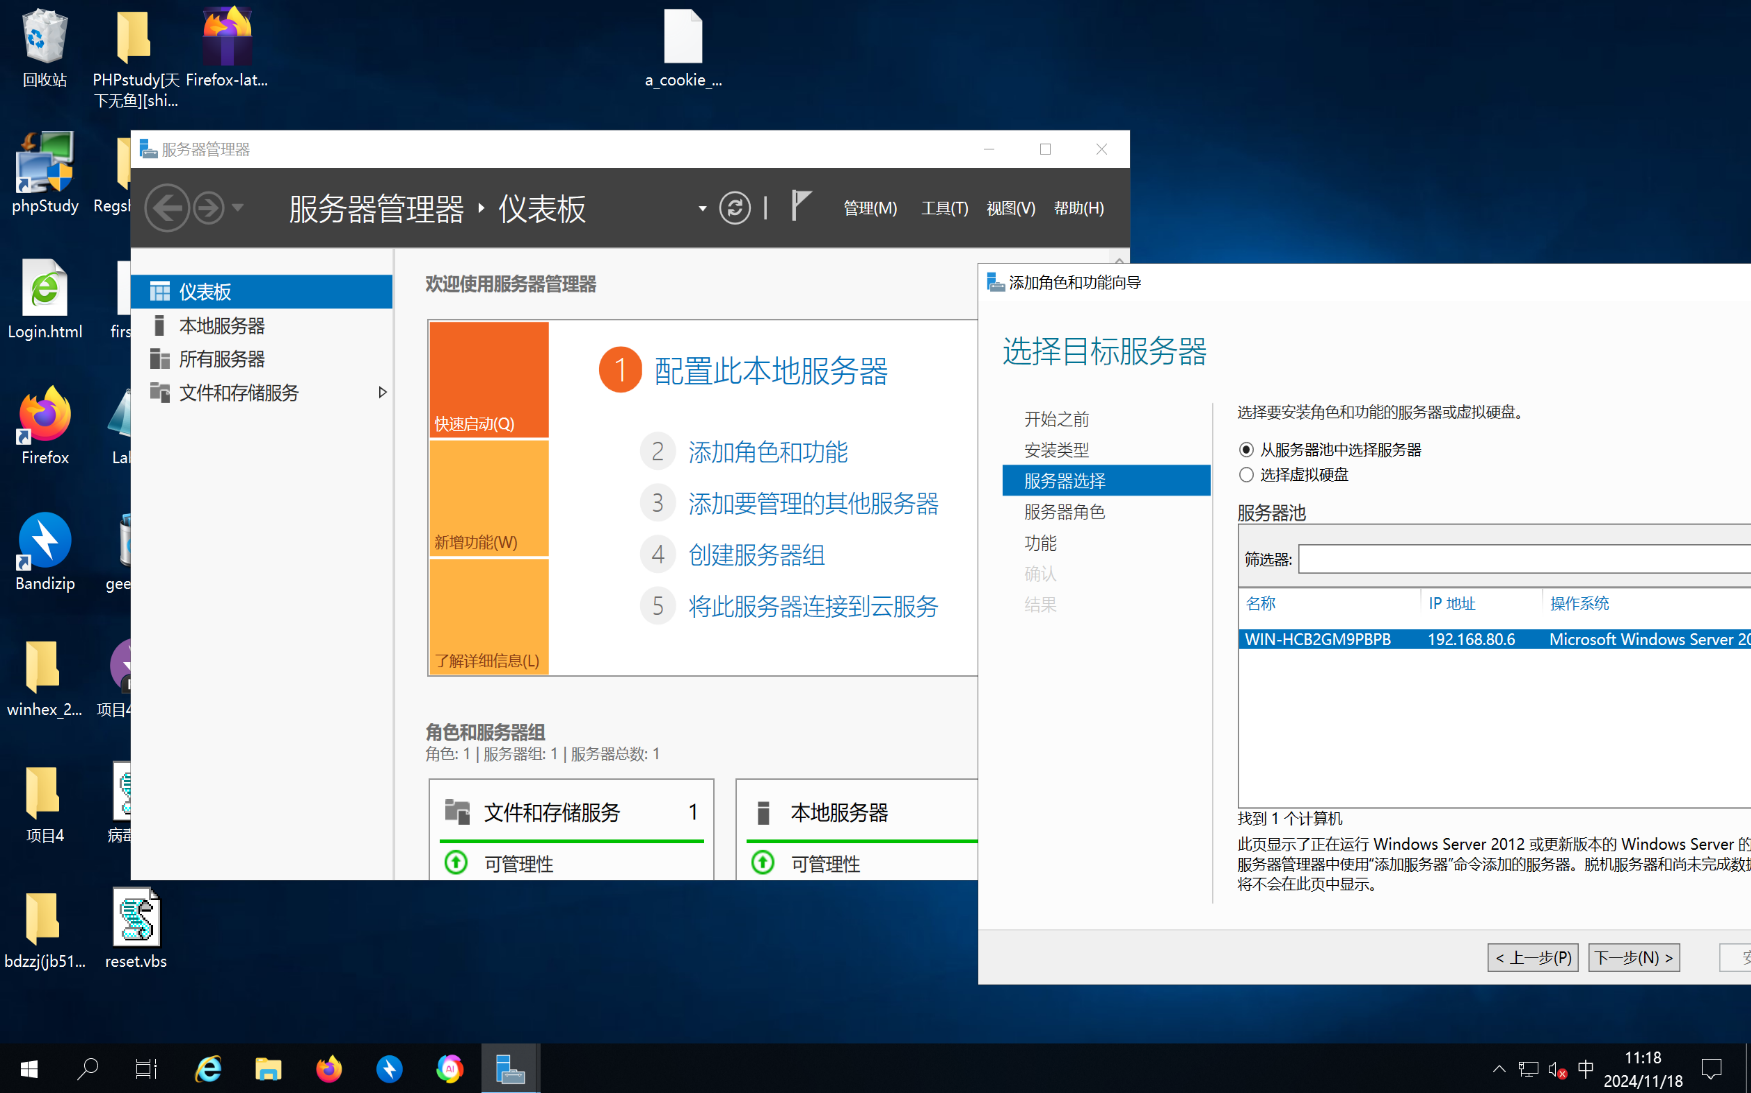 回收站
PHPstudy[天
下无鱼][shi...
Firefox-lat...
a_cookie_...
phpStudy
Regsh
Login.html
firs
Firefox
Lal
Bandizip
gee
winhex_2...
项目4
项目4
病毒
bdzzj(jb51...
reset.vbs
服务器管理器
服务器管理器 ‣ 仪表板
管理(M)
工具(T)
视图(V)
帮助(H)
仪表板
本地服务器
所有服务器
文件和存储服务
欢迎使用服务器管理器
快速启动(Q)
新增功能(W)
了解详细信息(L)
1 配置此本地服务器
2 添加角色和功能
3 添加要管理的其他服务器
4 创建服务器组
5 将此服务器连接到云服务
角色和服务器组
角色: 1 | 服务器组: 1 | 服务器总数: 1
文件和存储服务 1
可管理性
本地服务器
可管理性
添加角色和功能向导
选择目标服务器
开始之前
安装类型
服务器选择
服务器角色
功能
确认
结果
选择要安装角色和功能的服务器或虚拟硬盘。
从服务器池中选择服务器
选择虚拟硬盘
服务器池
筛选器:
名称 IP 地址 操作系统
WIN-HCB2GM9PBPB 192.168.80.6 Microsoft Windows Server 20
找到 1 个计算机
此页显示了正在运行 Windows Server 2012 或更新版本的 Windows Server 的
服务器管理器中使用"添加服务器"命令添加的服务器。脱机服务器和尚未完成数据
将不会在此页中显示。
< 上一步(P)
下一步(N) >
AI
中
11:18
2024/11/18